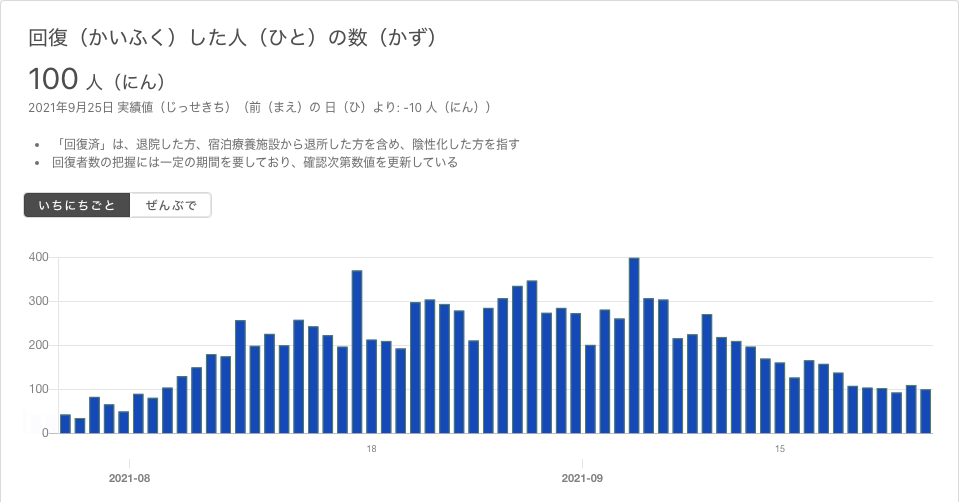 回復（かいふく）した人（ひと）の数（かず）
100 人（にん）
2021年9月25日 実績値（じっせきち）（前（まえ）の 日（ひ）より: -10 人（にん））
• 「回復済」は、退院した方、宿泊療養施設から退所した方を含め、陰性化した方を指す
• 回復者数の把握には一定の期間を要しており、確認次第数値を更新している
いちにちごと ぜんぶで
400
300
200
100
0
18 15
2021-08 2021-09